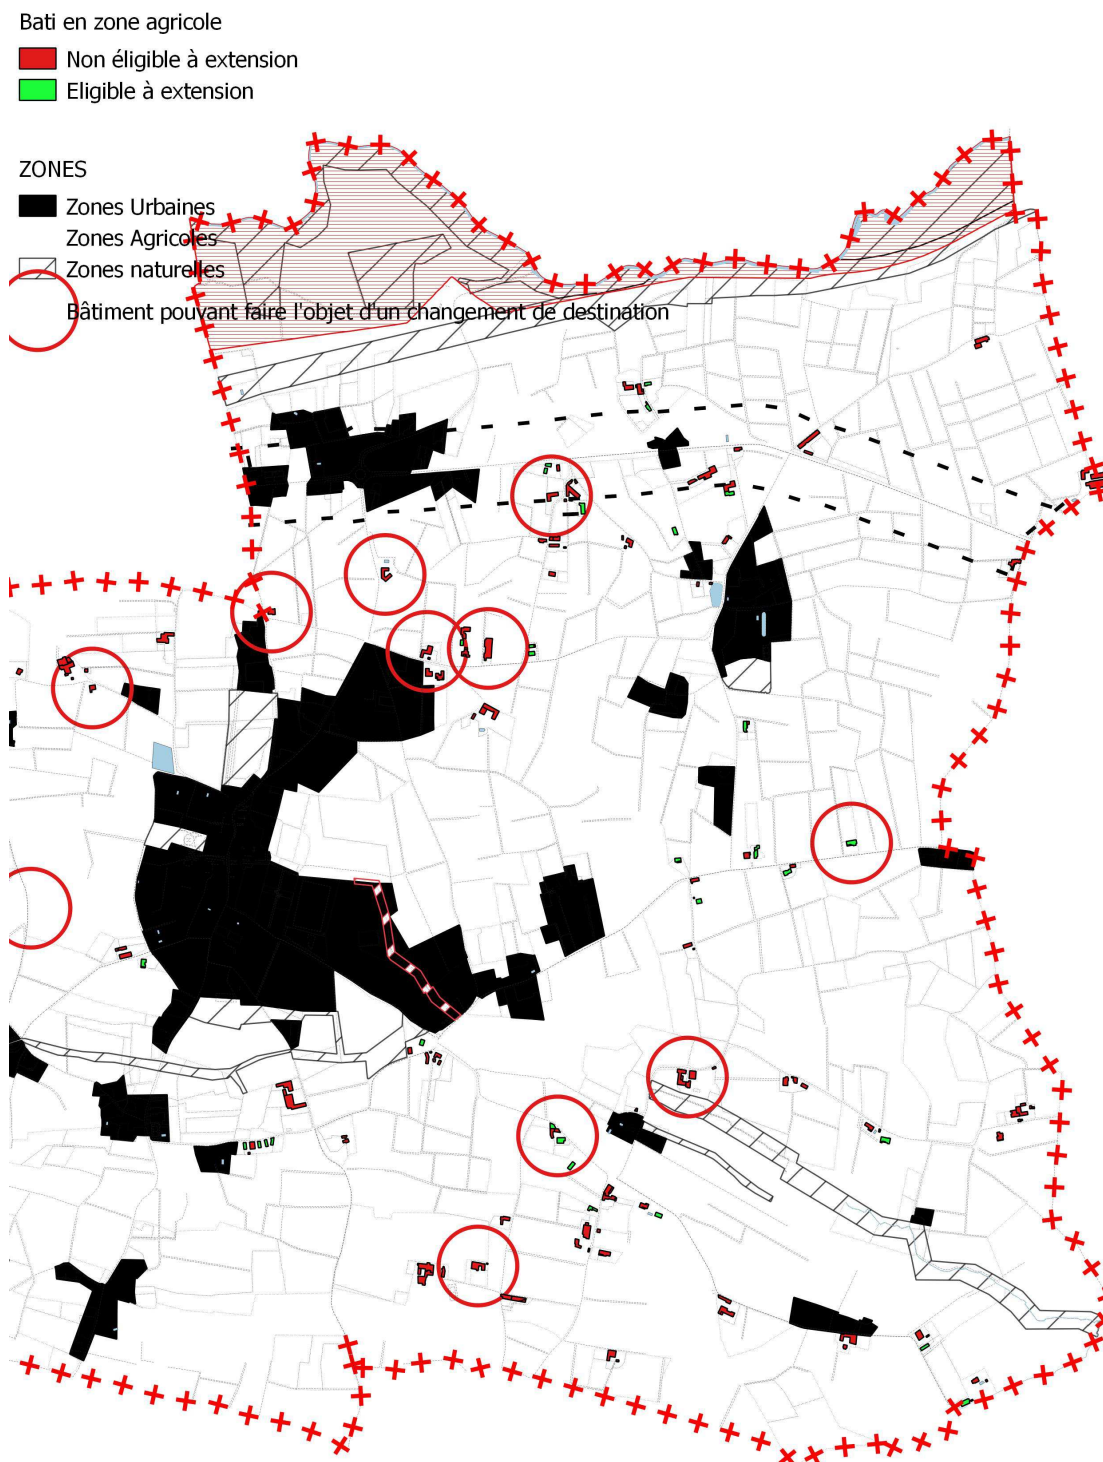 Bati en zone agricole
Non éligible à extension
Eligible à extension
ZONES
Zones Urbaines
Zones Agricoles
Zones naturelles
Bâtiment pouvant faire l'objet d'un changement de destination